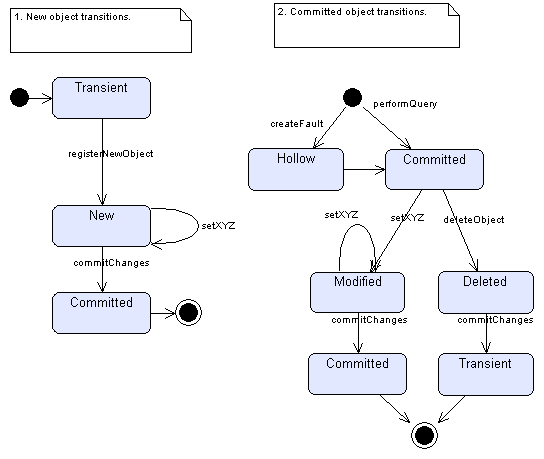 1. New object transitions.
2. Committed object transitions.
Transient
registerNewObject
New
setXYZ
commitChanges
Committed
performQuery
createFault
Hollow
Committed
setXYZ
setXYZ
deleteObject
Modified
Deleted
commitChanges
commitChanges
Committed
Transient